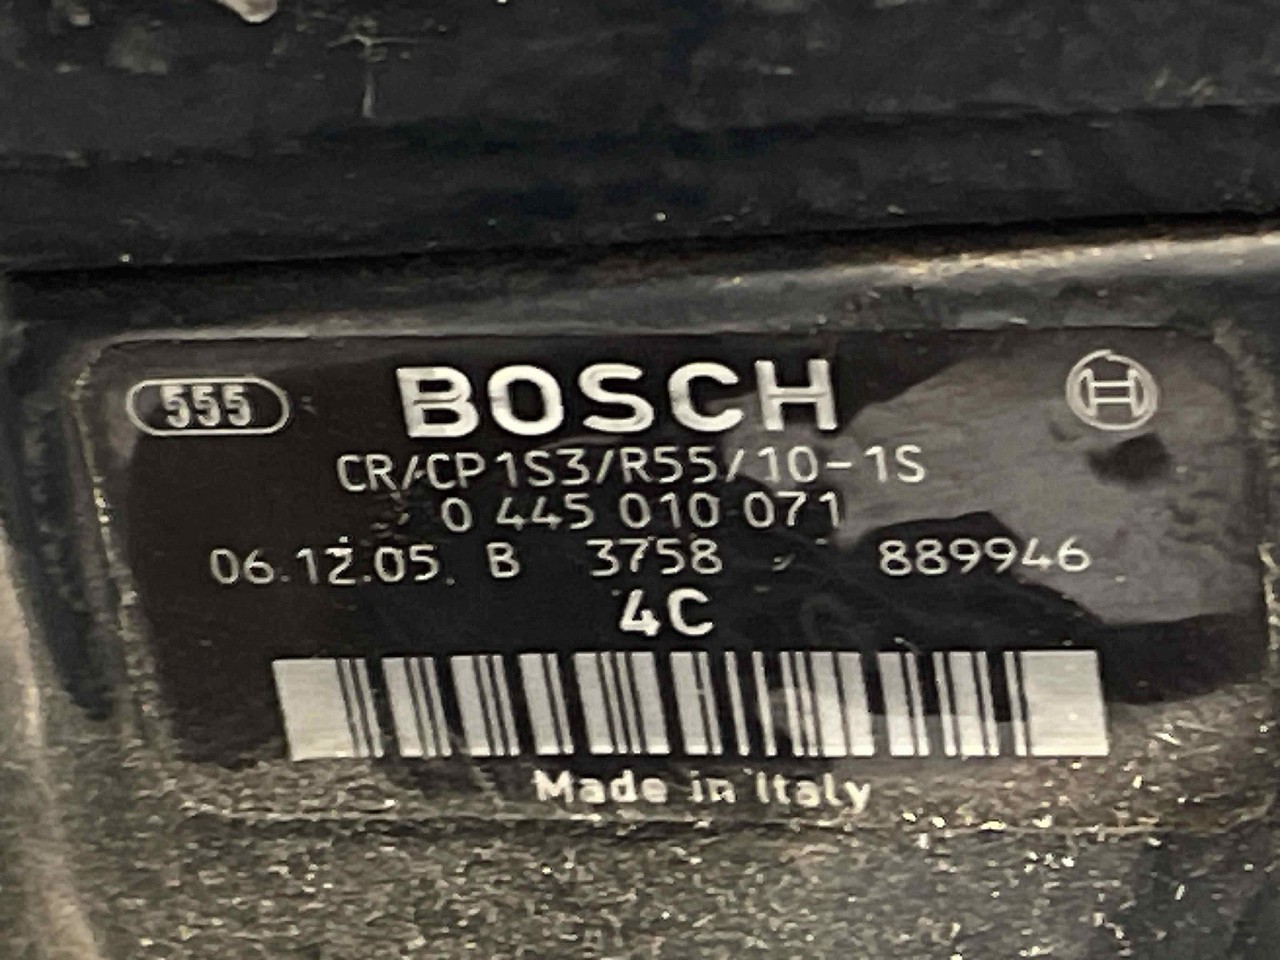 555
BOSCH
CR/CP1S3/R55/10-1S
0 445 010 071
06.12.05 B 3758 889946
4C
Made in Italy